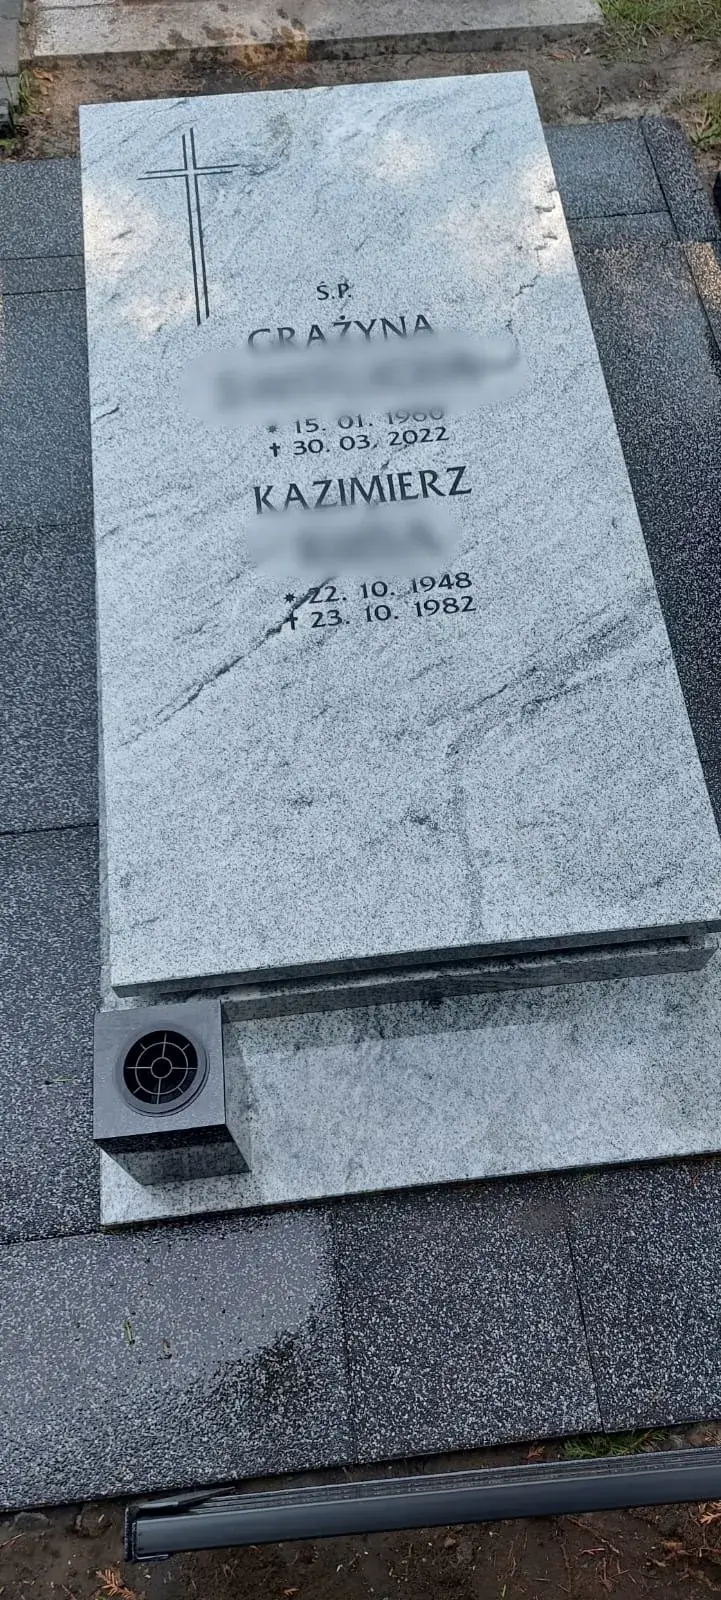 Ś.P.
GRAŻYNA
* 15. 01. 1960
✝ 30. 03. 2022
KAZIMIERZ
* 22. 10. 1948
✝ 23. 10. 1982